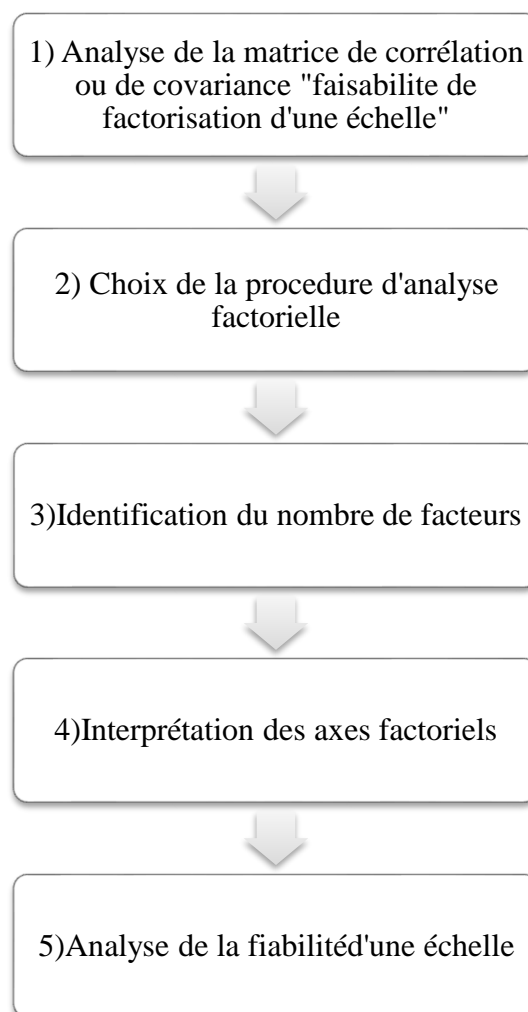 1) Analyse de la matrice de corrélation
ou de covariance "faisabilite de
factorisation d'une échelle"
2) Choix de la procedure d'analyse
factorielle
3)Identification du nombre de facteurs
4)Interprétation des axes factoriels
5)Analyse de la fiabilitéd'une échelle